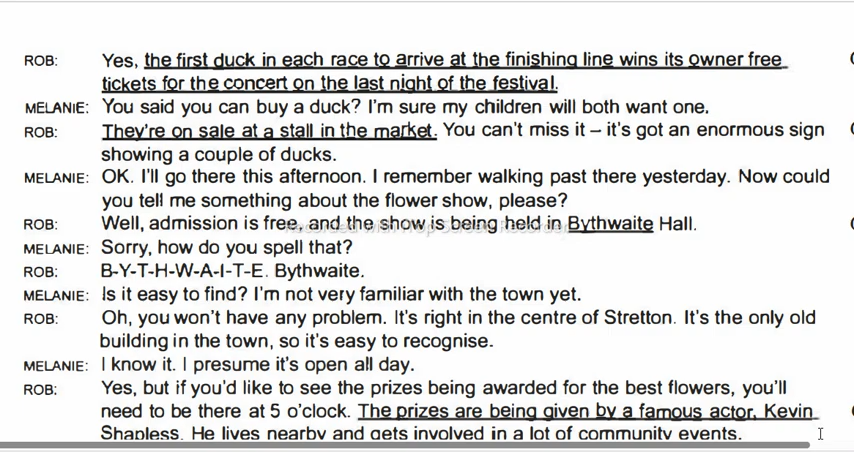 ROB: Yes, the first duck in each race to arrive at the finishing line wins its owner free
tickets for the concert on the last night of the festival.
MELANIE: You said you can buy a duck? I'm sure my children will both want one.
ROB: They're on sale at a stall in the market. You can't miss it – it's got an enormous sign
showing a couple of ducks.
MELANIE: OK. I'll go there this afternoon. I remember walking past there yesterday. Now could
you tell me something about the flower show, please?
ROB: Well, admission is free, and the show is being held in Bythwaite Hall.
MELANIE: Sorry, how do you spell that?
ROB: B-Y-T-H-W-A-I-T-E. Bythwaite.
MELANIE: Is it easy to find? I'm not very familiar with the town yet.
ROB: Oh, you won't have any problem. It's right in the centre of Stretton. It's the only old
building in the town, so it's easy to recognise.
MELANIE: I know it. I presume it's open all day.
ROB: Yes, but if you'd like to see the prizes being awarded for the best flowers, you'll
need to be there at 5 o'clock. The prizes are being given by a famous actor, Kevin
Shapless. He lives nearby and gets involved in a lot of community events.